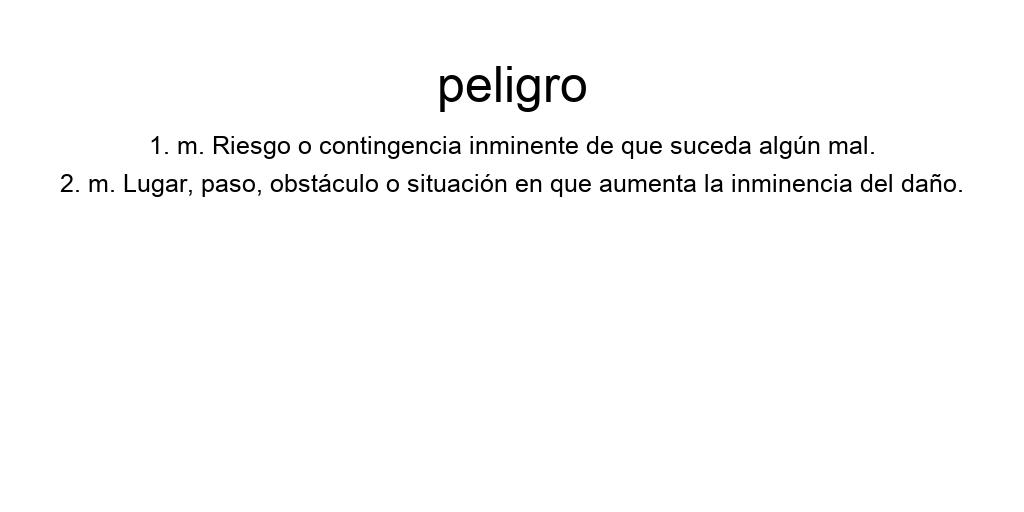 peligro
1. m. Riesgo o contingencia inminente de que suceda algún mal.
2. m. Lugar, paso, obstáculo o situación en que aumenta la inminencia del daño.